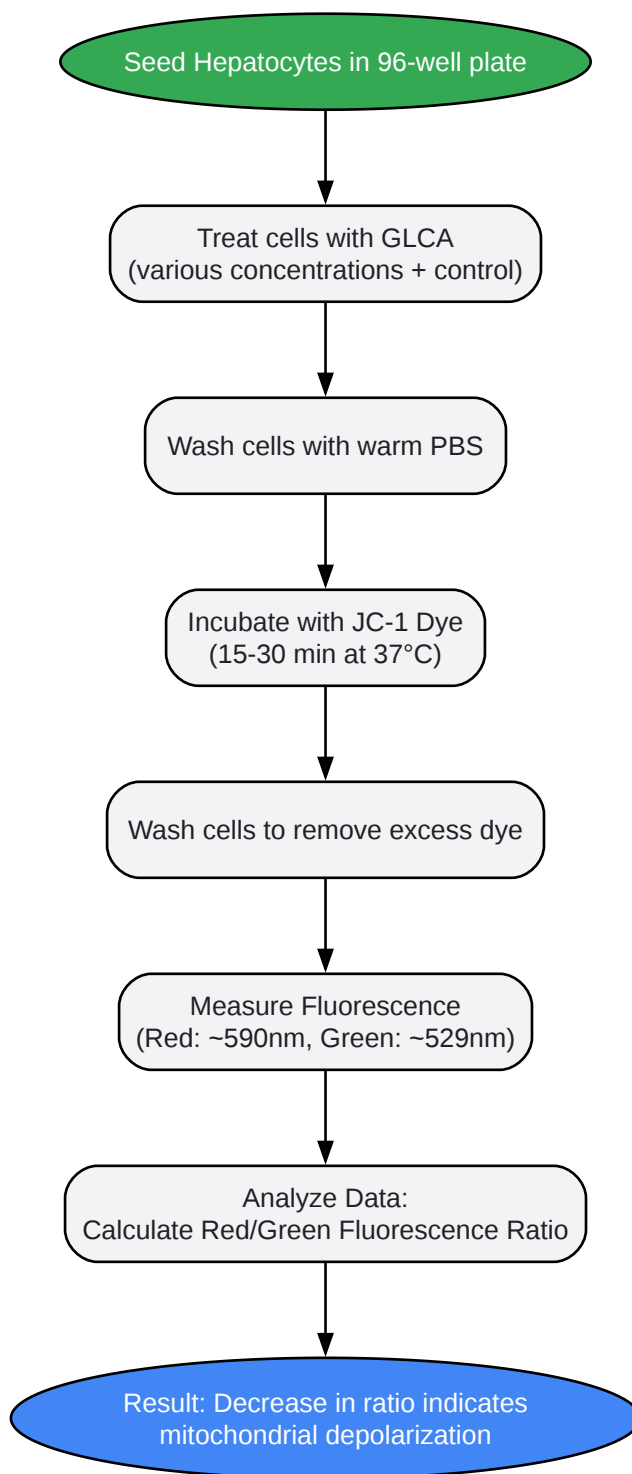 Seed Hepatocytes in 96-well plate
Treat cells with GLCA
(various concentrations + control)
Wash cells with warm PBS
Incubate with JC-1 Dye
(15-30 min at 37°C)
Wash cells to remove excess dye
Measure Fluorescence
(Red: ~590nm, Green: ~529nm)
Analyze Data:
Calculate Red/Green Fluorescence Ratio
Result: Decrease in ratio indicates
mitochondrial depolarization